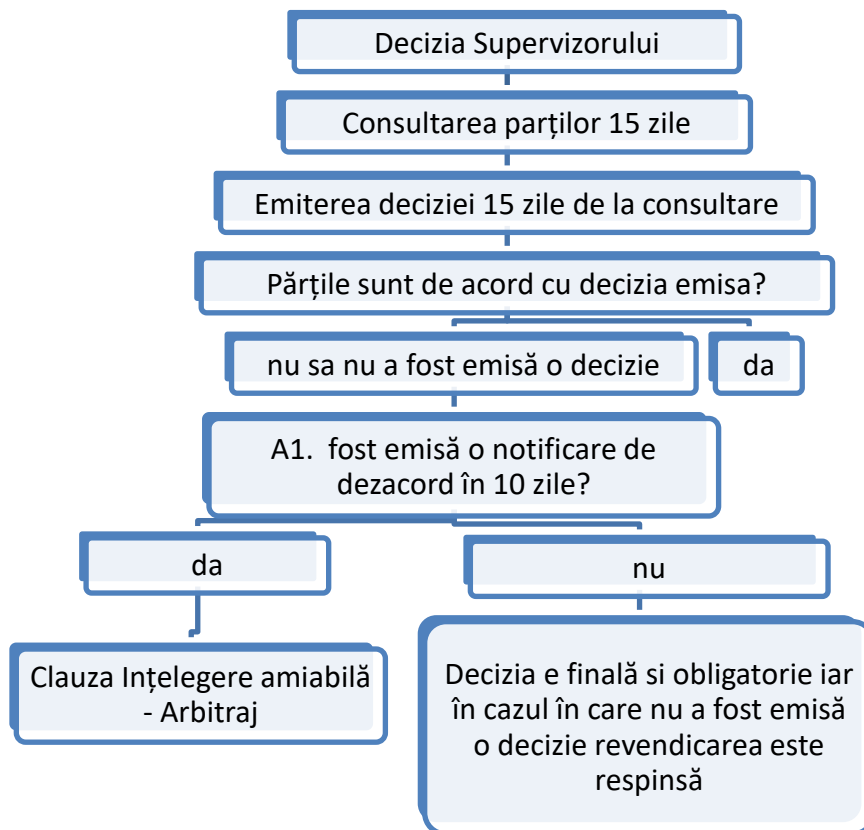 Decizia Supervizorului
Consultarea parților 15 zile
Emiterea deciziei 15 zile de la consultare
Părțile sunt de acord cu decizia emisa?
nu sa nu a fost emisă o decizie
da
A1. fost emisă o notificare de
dezacord în 10 zile?
da
nu
Clauza Ințelegere amiabilă
- Arbitraj
Decizia e finală si obligatorie iar
în cazul în care nu a fost emisă
o decizie revendicarea este
respinsă